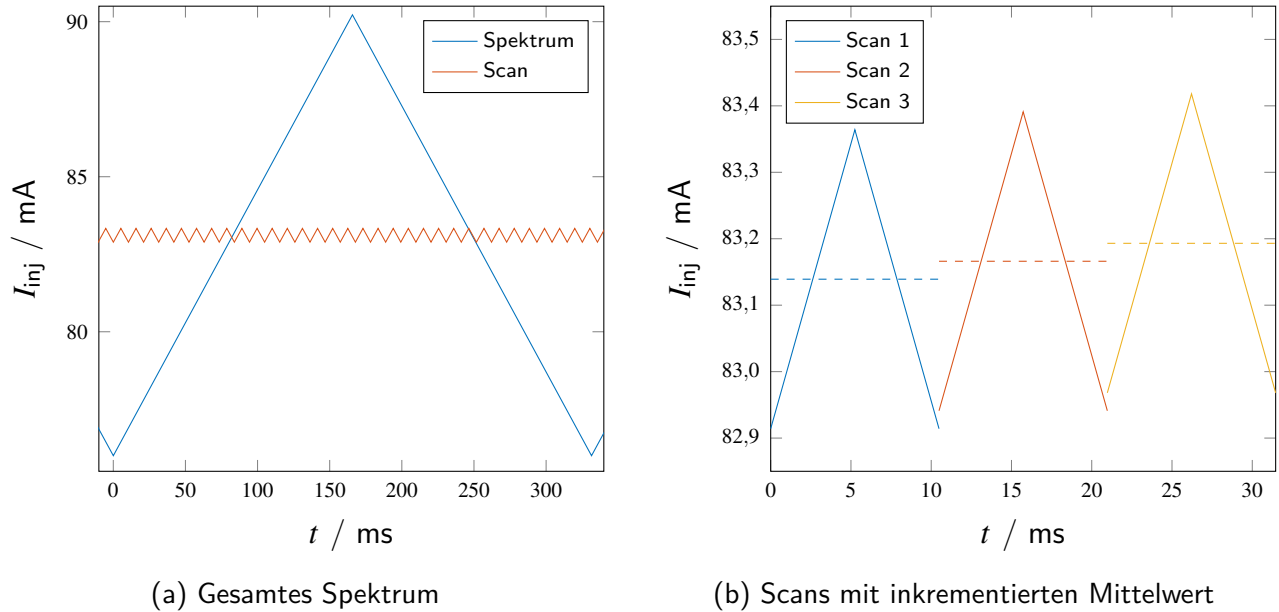 90
85
80
I_inj / mA
Spektrum
Scan
0 50 100 150 200 250 300
t / ms
(a) Gesamtes Spektrum
83,5
83,4
83,3
83,2
83,1
83,0
82,9
I_inj / mA
Scan 1
Scan 2
Scan 3
0 5 10 15 20 25 30
t / ms
(b) Scans mit inkrementierten Mittelwert